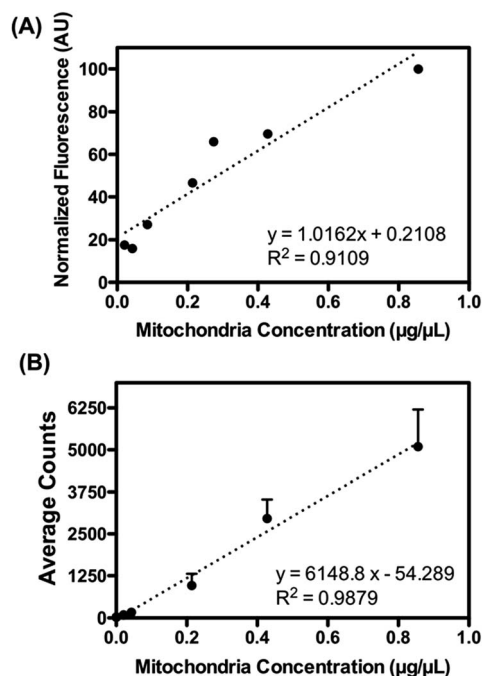 (A)
Normalized Fluorescence (AU)
100
80
60
40
20
0
y = 1.0162x + 0.2108
R² = 0.9109
0.0 0.2 0.4 0.6 0.8 1.0
Mitochondria Concentration (µg/µL)
(B)
Average Counts
6250
5000
3750
2500
1250
0
y = 6148.8 x - 54.289
R² = 0.9879
0.0 0.2 0.4 0.6 0.8 1.0
Mitochondria Concentration (µg/µL)